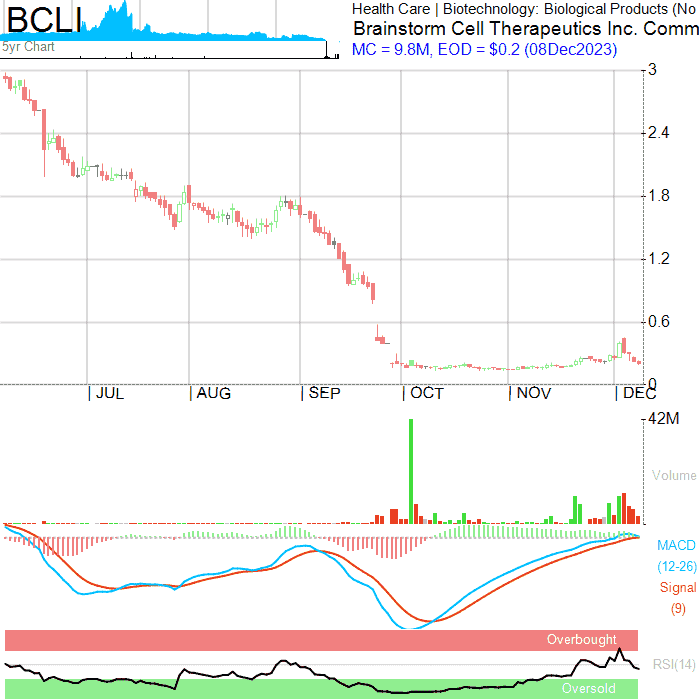 BCLI
5yr Chart
Health Care | Biotechnology: Biological Products (No
Brainstorm Cell Therapeutics Inc. Comm
MC = 9.8M, EOD = $0.2 (08Dec2023)
3
2.4
1.8
1.2
0.6
0
| JUL | AUG | SEP | OCT | NOV | DEC
42M
Volume
MACD
(12-26)
Signal
(9)
Overbought
RSI(14)
Oversold